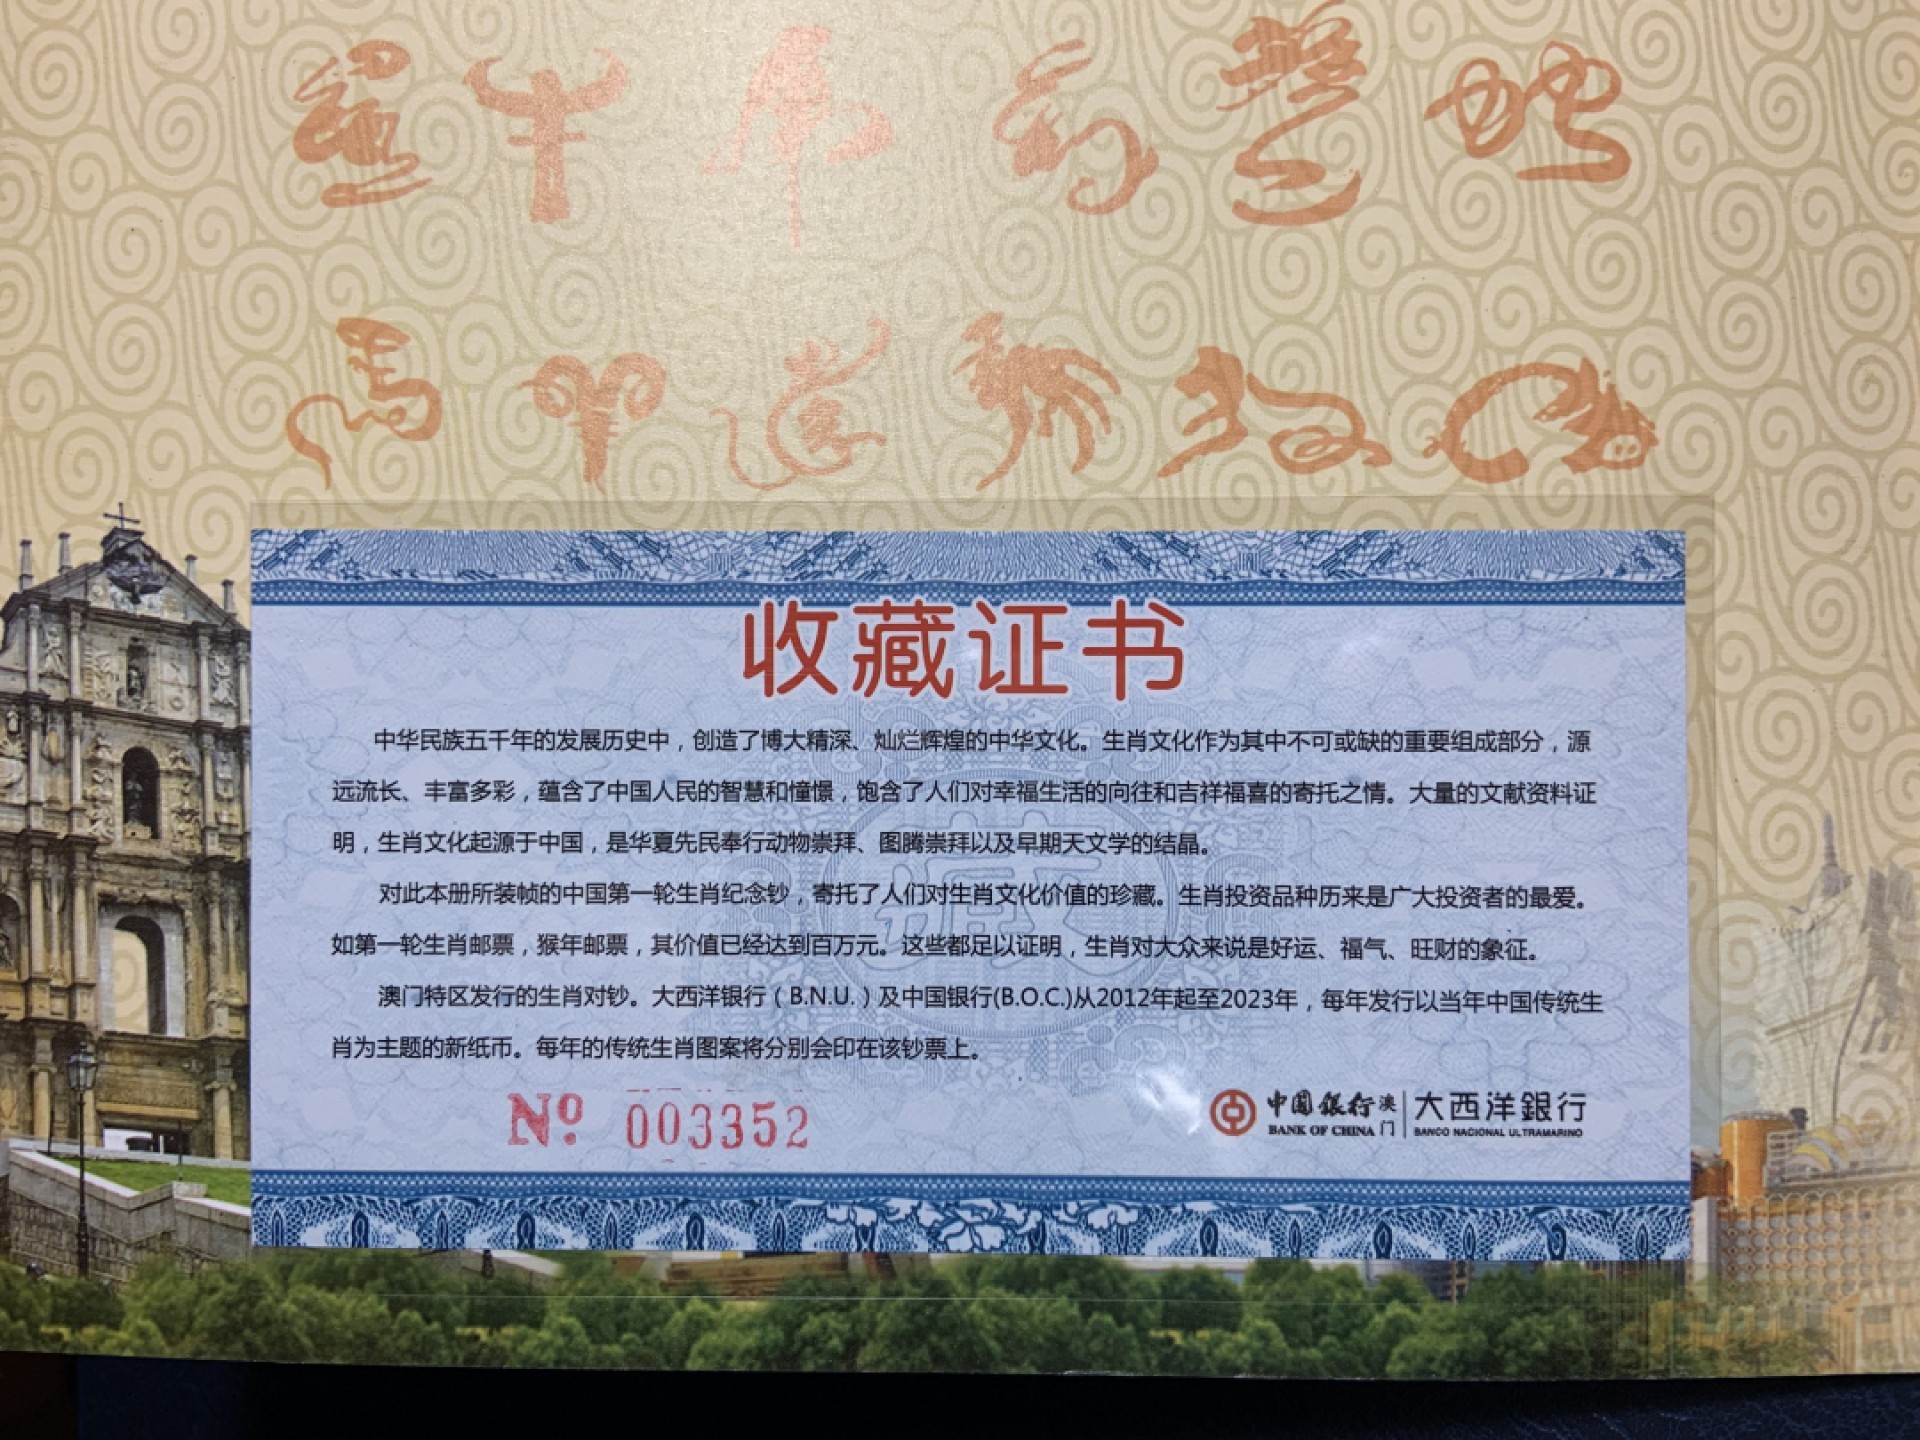 鼠 牛 虎 兔 龙 蛇
马 羊 猴 鸡 狗 猪
收藏证书
中华民族五千年的发展历史中，创造了博大精深、灿烂辉煌的中华文化。生肖文化作为其中不可或缺的重要组成部分，源
远流长、丰富多彩，蕴含了中国人民的智慧和憧憬，饱含了人们对幸福生活的向往和吉祥福喜的寄托之情。大量的文献资料证
明，生肖文化起源于中国，是华夏先民奉行动物崇拜、图腾崇拜以及早期天文学的结晶。
对此本册所装帧的中国第一轮生肖纪念钞，寄托了人们对生肖文化价值的珍藏。生肖投资品种历来是广大投资者的最爱。
如第一轮生肖邮票，猴年邮票，其价值已经达到百万元。这些都足以证明，生肖对大众来说是好运、福气、旺财的象征。
澳门特区发行的生肖对钞。大西洋银行（B.N.U.）及中国银行(B.O.C.)从2012年起至2023年，每年发行以当年中国传统生
肖为主题的新纸币。每年的传统生肖图案将分别会印在该钞票上。
Nº 003352
中国银行 澳门 大西洋銀行
BANK OF CHINA BANCO NACIONAL ULTRAMARINO